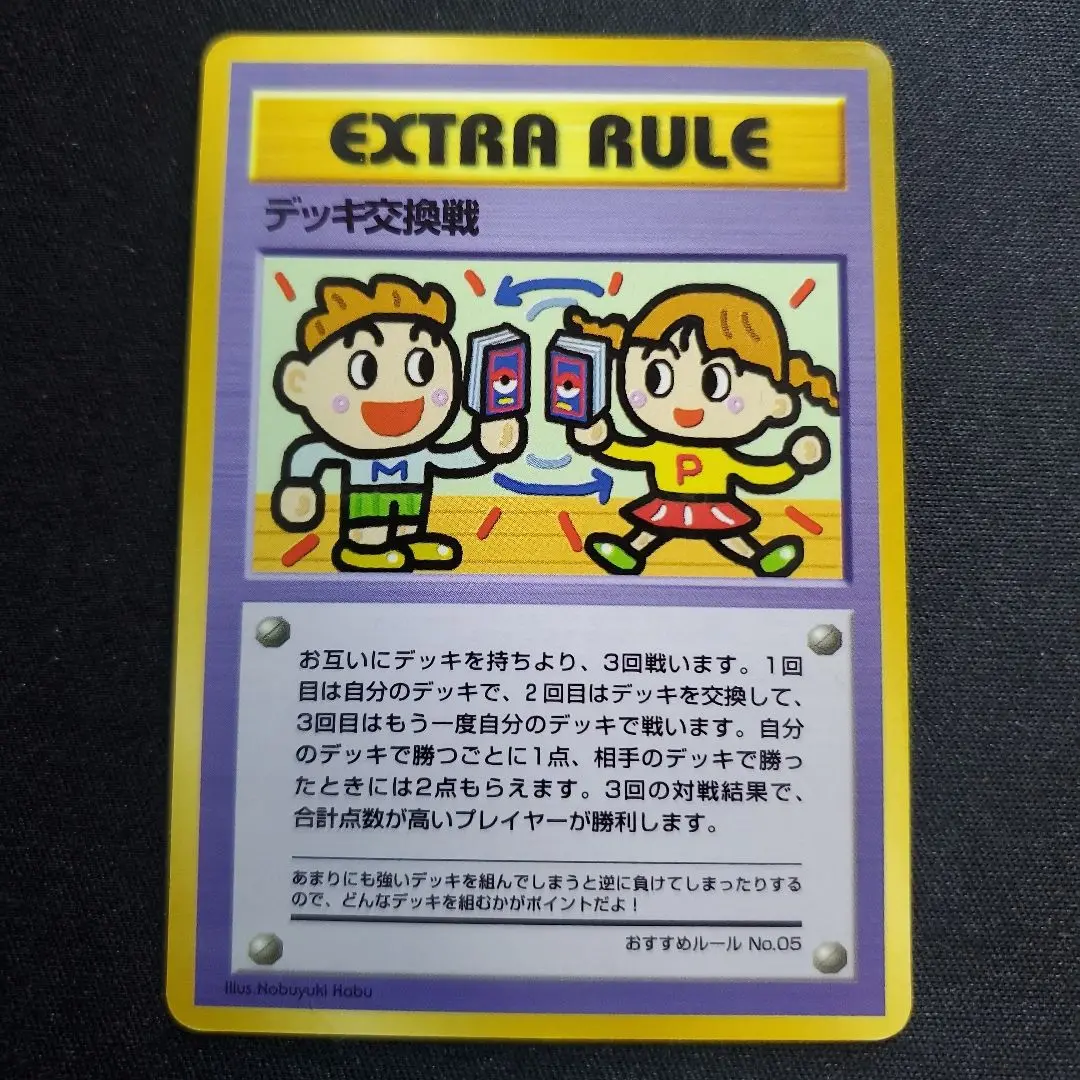 EXTRA RULE
デッキ交換戦
M
P
お互いにデッキを持ちより、3回戦います。1回
目は自分のデッキで、2回目はデッキを交換して、
3回目はもう一度自分のデッキで戦います。自分
のデッキで勝つごとに1点、相手のデッキで勝っ
たときには2点もらえます。3回の対戦結果で、
合計点数が高いプレイヤーが勝利します。
あまりにも強いデッキを組んでしまうと逆に負けてしまったりする
ので、どんなデッキを組むかがポイントだよ！
おすすめルール No.05
Illus. Nobuyuki Habu